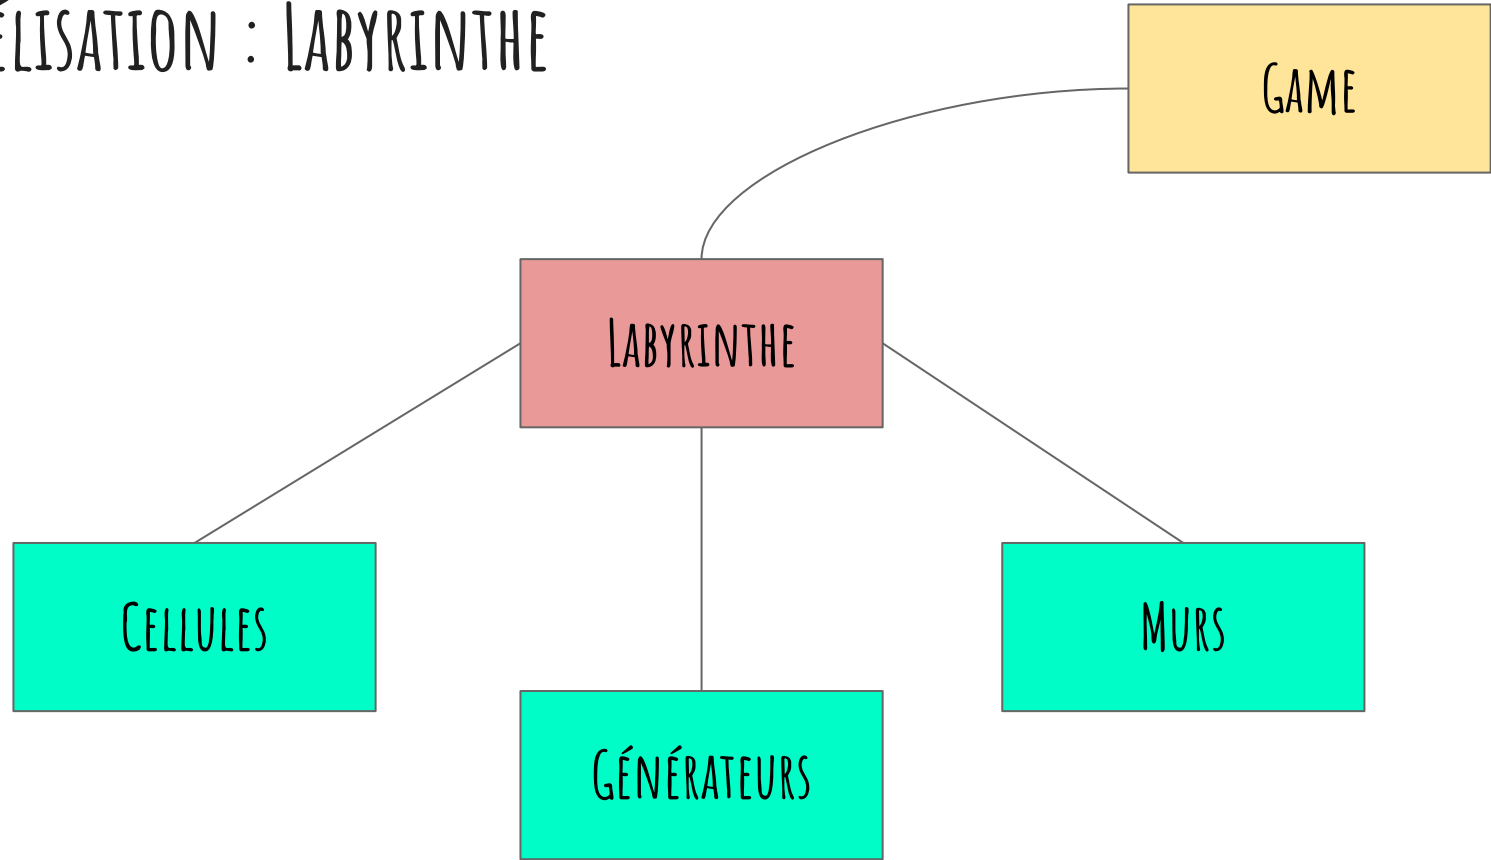 ÉLISATION : LABYRINTHE
GAME
LABYRINTHE
CELLULES
MURS
GÉNÉRATEURS